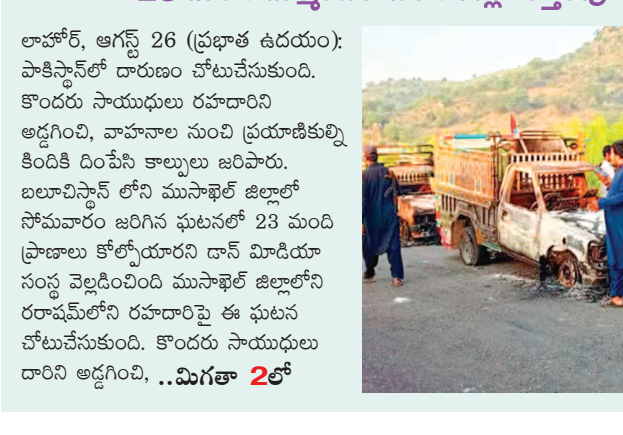 లాహోర్, ఆగస్ట్ 26 (ప్రభాత ఉదయం):
పాకిస్థాన్‌లో దారుణం చోటుచేసుకుంది.
కొందరు సాయుధులు రహదారిని
అడ్డగించి, వాహనాల నుంచి ప్రయాణికుల్ని
కిందికి దింపేసి కాల్పులు జరిపారు.
బలూచిస్థాన్ లోని ముసాఖెల్ జిల్లాలో
సోమవారం జరిగిన ఘటనలో 23 మంది
ప్రాణాలు కోల్పోయారని డాన్ మీడియా
సంస్థ వెల్లడించింది ముసాఖెల్ జిల్లాలోని
రరాషమ్‌లోని రహదారిపై ఈ ఘటన
చోటుచేసుకుంది. కొందరు సాయుధులు
దారిని అడ్డగించి, ..మిగతా 2లో